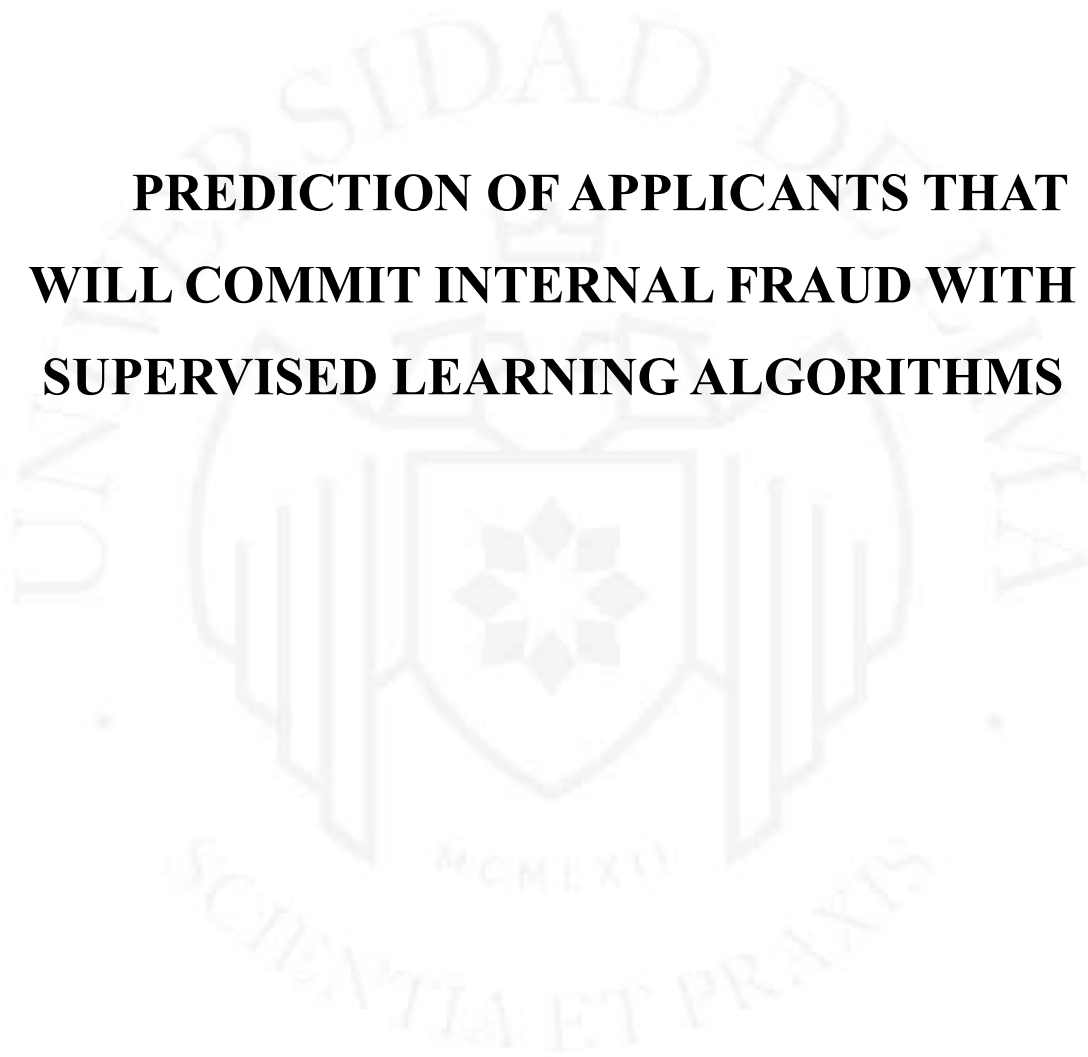 UNIVERSIDAD DE LIMA
PREDICTION OF APPLICANTS THAT
WILL COMMIT INTERNAL FRAUD WITH
SUPERVISED LEARNING ALGORITHMS
MCMLXII
SCIENTIA ET PRAXIS